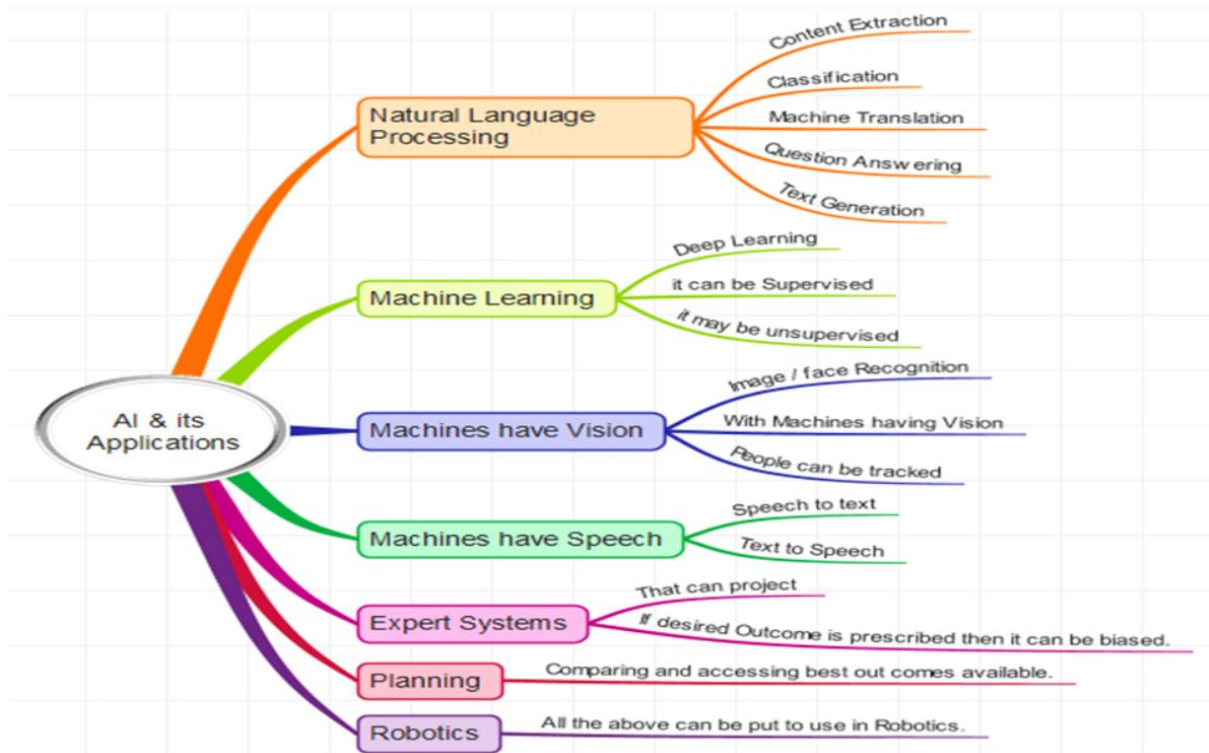 AI & its
Applications
Natural Language
Processing
Content Extraction
Classification
Machine Translation
Question Answering
Text Generation
Machine Learning
Deep Learning
it can be Supervised
it may be unsupervised
Machines have Vision
Image / face Recognition
With Machines having Vision
People can be tracked
Machines have Speech
Speech to text
Text to Speech
Expert Systems
That can project
If desired Outcome is prescribed then it can be biased.
Planning
Comparing and accessing best out comes available.
Robotics
All the above can be put to use in Robotics.